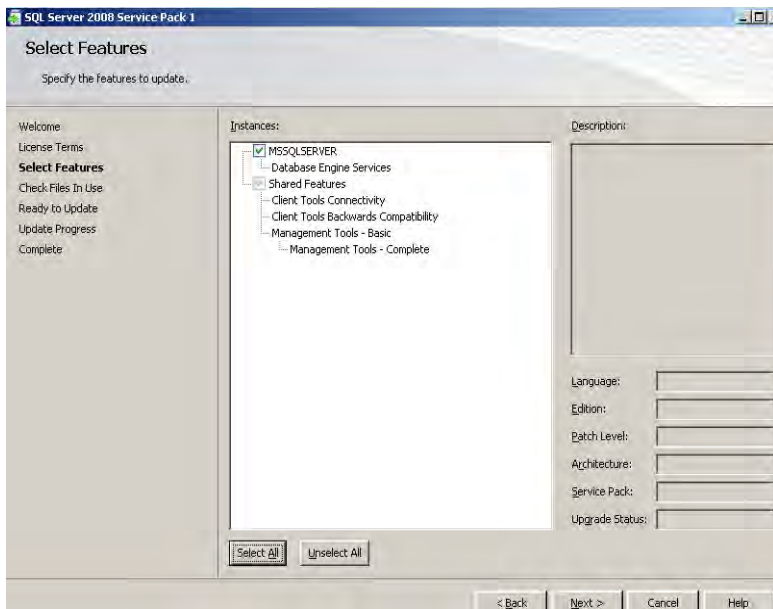 SQL Server 2008 Service Pack 1
Select Features
Specify the features to update.
Welcome
License Terms
Select Features
Check Files In Use
Ready to Update
Update Progress
Complete
Instances:
MSSQLSERVER
Database Engine Services
Shared Features
Client Tools Connectivity
Client Tools Backwards Compatibility
Management Tools - Basic
Management Tools - Complete
Select All
Unselect All
Description:
Language:
Edition:
Patch Level:
Architecture:
Service Pack:
Upgrade Status:
< Back
Next >
Cancel
Help